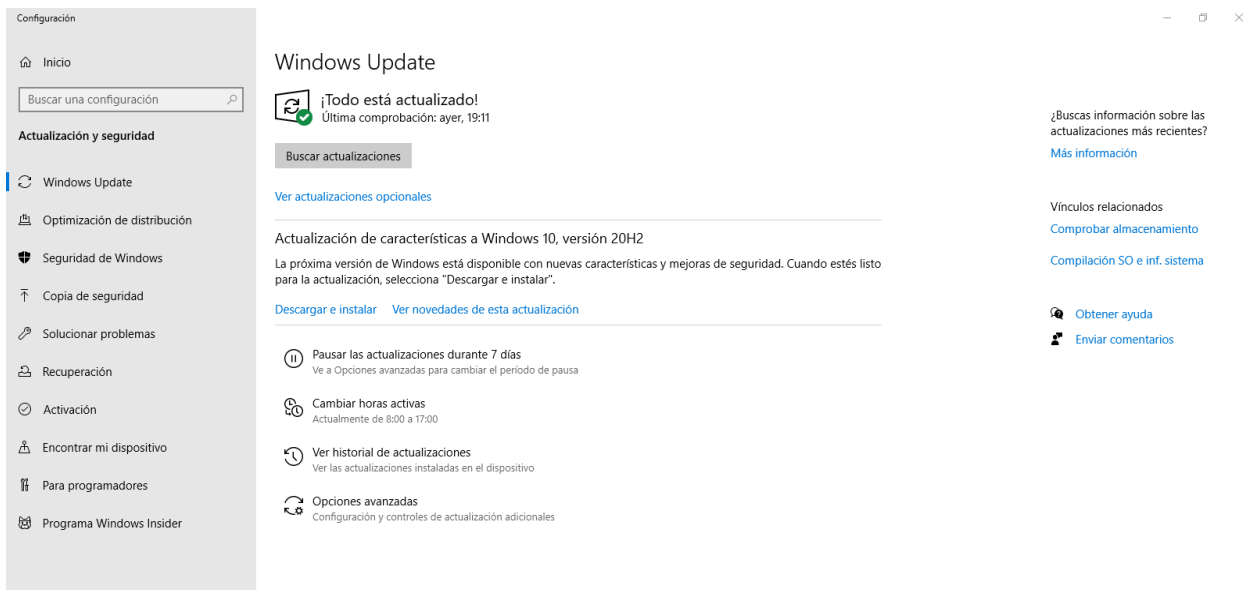 Configuración
Inicio
Buscar una configuración
Actualización y seguridad
Windows Update
Optimización de distribución
Seguridad de Windows
Copia de seguridad
Solucionar problemas
Recuperación
Activación
Encontrar mi dispositivo
Para programadores
Programa Windows Insider
Windows Update
¡Todo está actualizado!
Última comprobación: ayer, 19:11
Buscar actualizaciones
Ver actualizaciones opcionales
Actualización de características a Windows 10, versión 20H2
La próxima versión de Windows está disponible con nuevas características y mejoras de seguridad. Cuando estés listo
para la actualización, selecciona "Descargar e instalar".
Descargar e instalar Ver novedades de esta actualización
Pausar las actualizaciones durante 7 días
Ve a Opciones avanzadas para cambiar el período de pausa
Cambiar horas activas
Actualmente de 8:00 a 17:00
Ver historial de actualizaciones
Ver las actualizaciones instaladas en el dispositivo
Opciones avanzadas
Configuración y controles de actualización adicionales
¿Buscas información sobre las
actualizaciones más recientes?
Más información
Vínculos relacionados
Comprobar almacenamiento
Compilación SO e inf. sistema
Obtener ayuda
Enviar comentarios